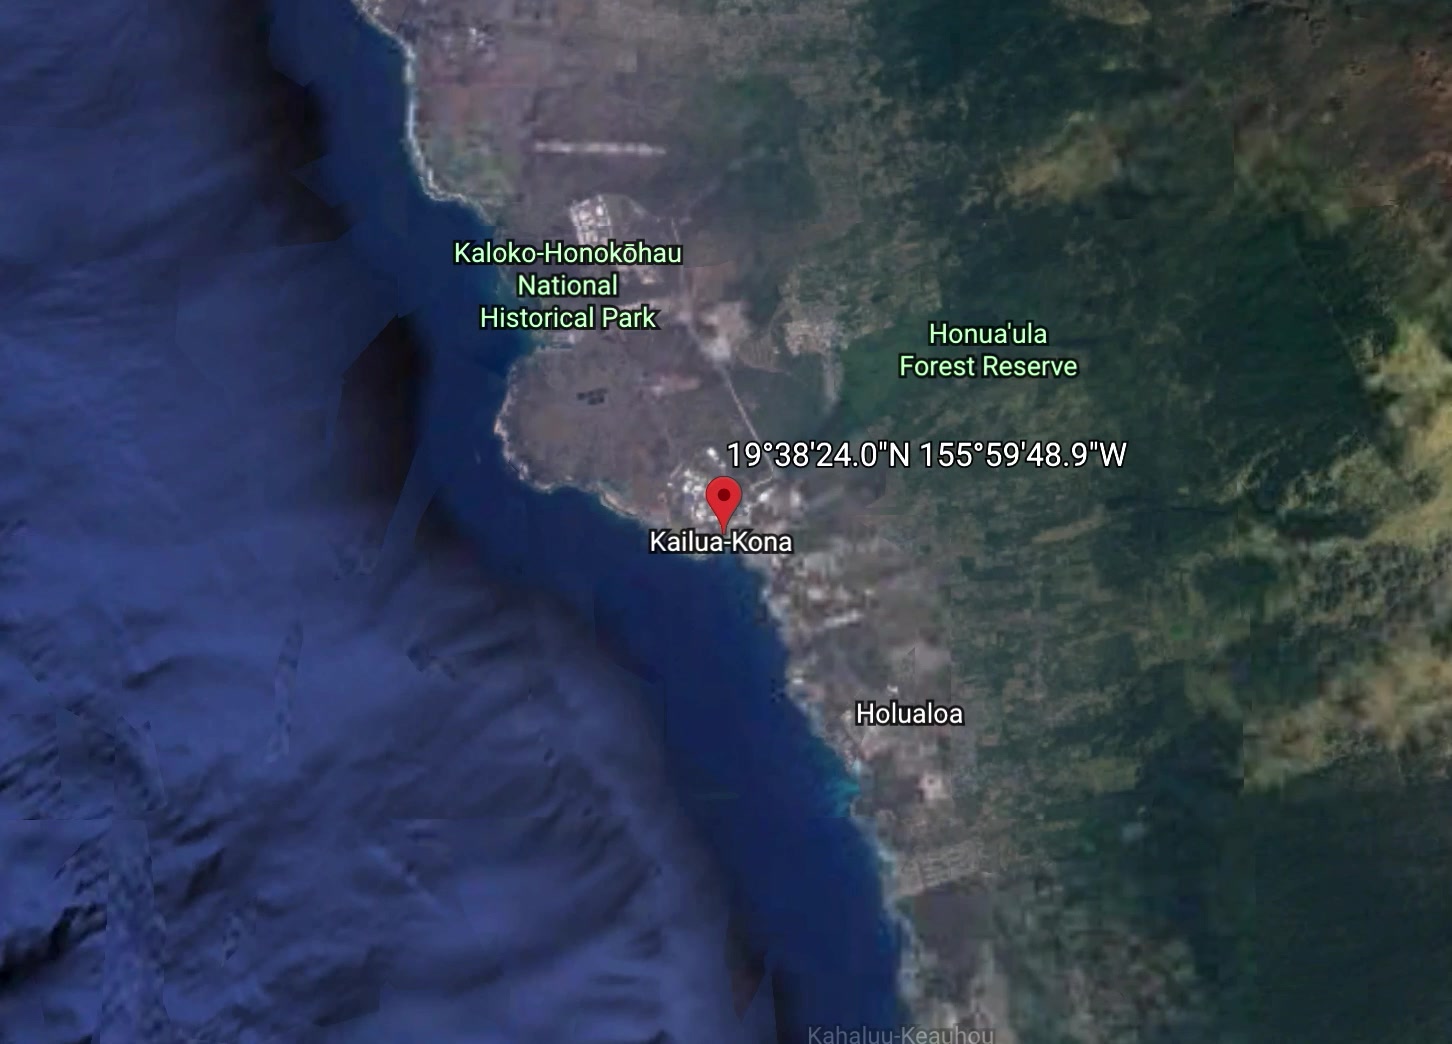 Kaloko-Honokōhau
National
Historical Park
Honua'ula
Forest Reserve
19°38'24.0"N 155°59'48.9"W
Kailua-Kona
Holualoa
Kahaluu-Keauhou